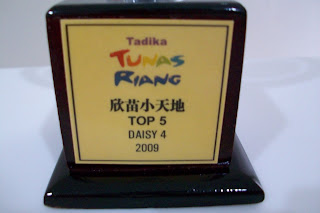 Tadika
TUNAS
RIANG
欣苗小天地
TOP 5
DAISY 4
2009